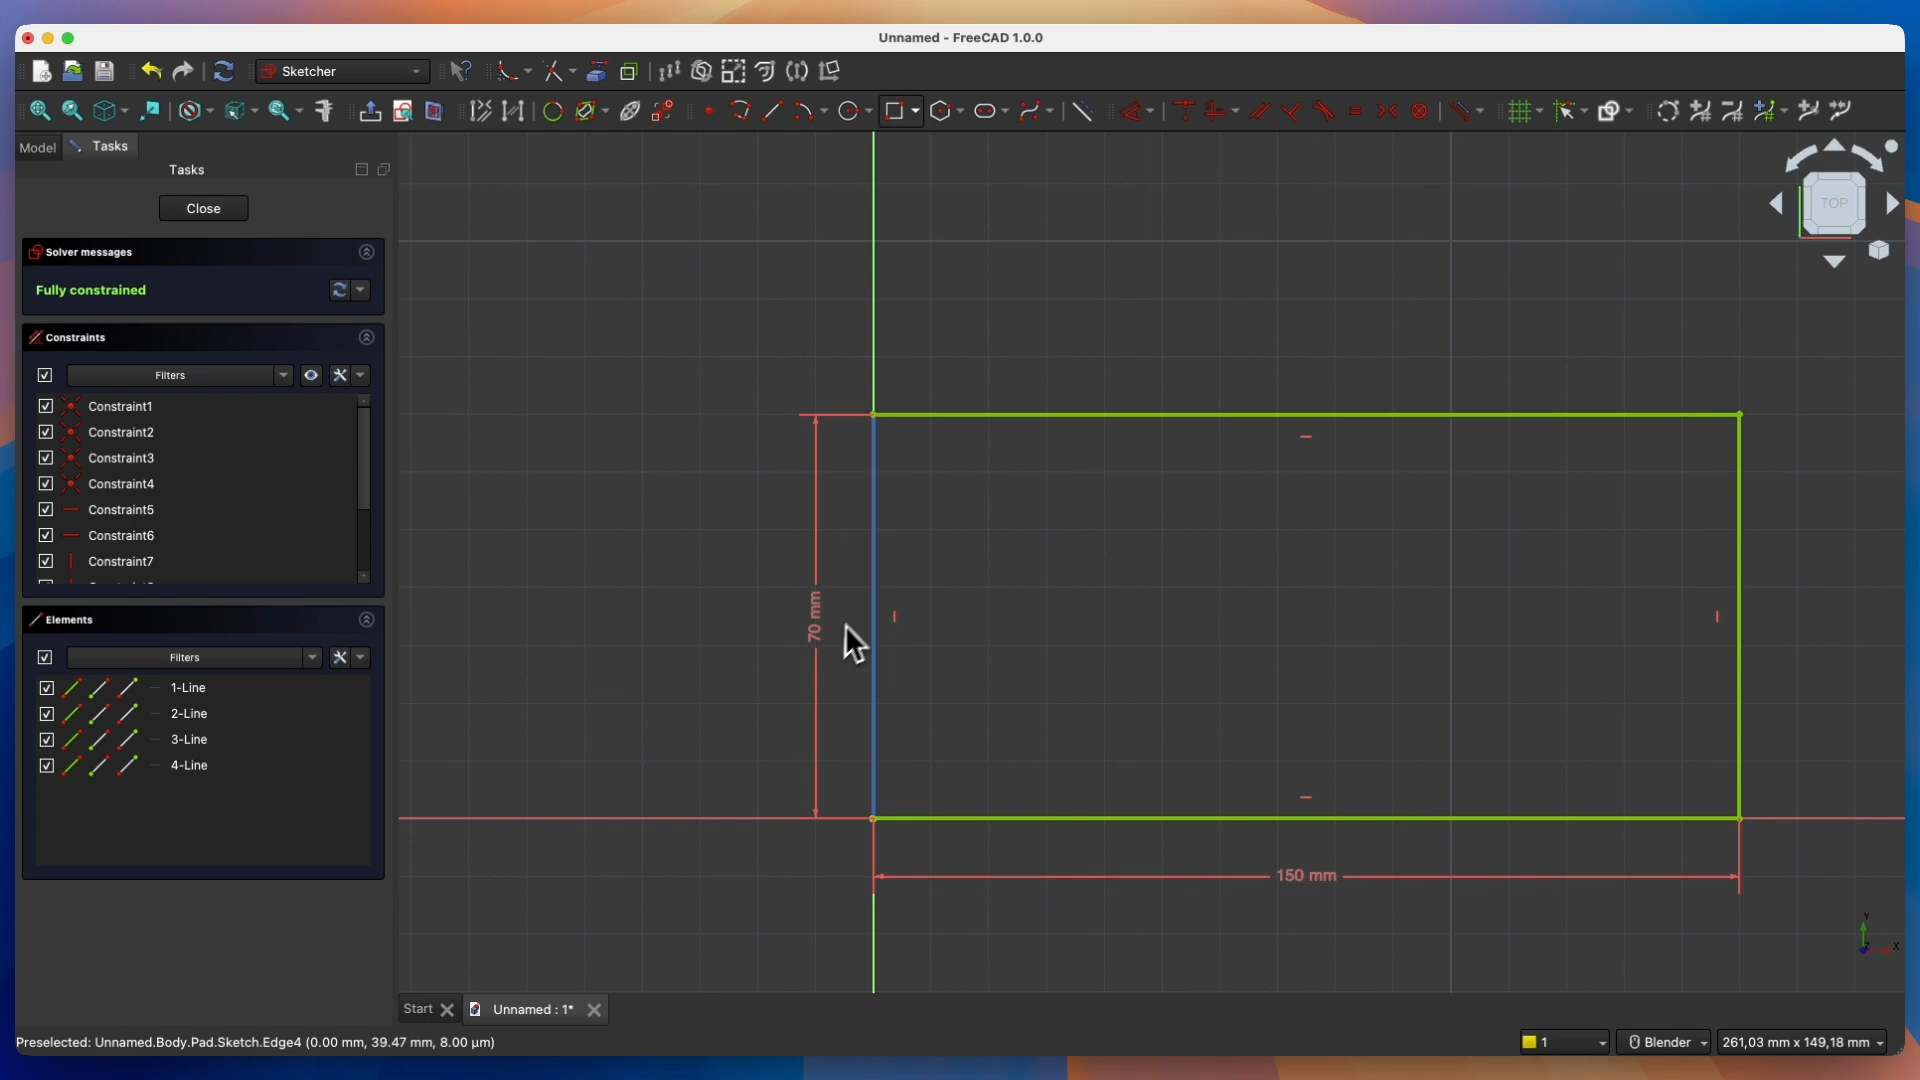 Unnamed - FreeCAD 1.0.0
Sketcher
Model
Tasks
Tasks
Close
Solver messages
Fully constrained
Constraints
Filters
Constraint1
Constraint2
Constraint3
Constraint4
Constraint5
Constraint6
Constraint7
Elements
Filters
1-Line
2-Line
3-Line
4-Line
TOP
70 mm
150 mm
Y
Z
X
Start
Unnamed : 1*
Preselected: Unnamed.Body.Pad.Sketch.Edge4 (0.00 mm, 39.47 mm, 8.00 μm)
1
Blender
261,03 mm x 149,18 mm